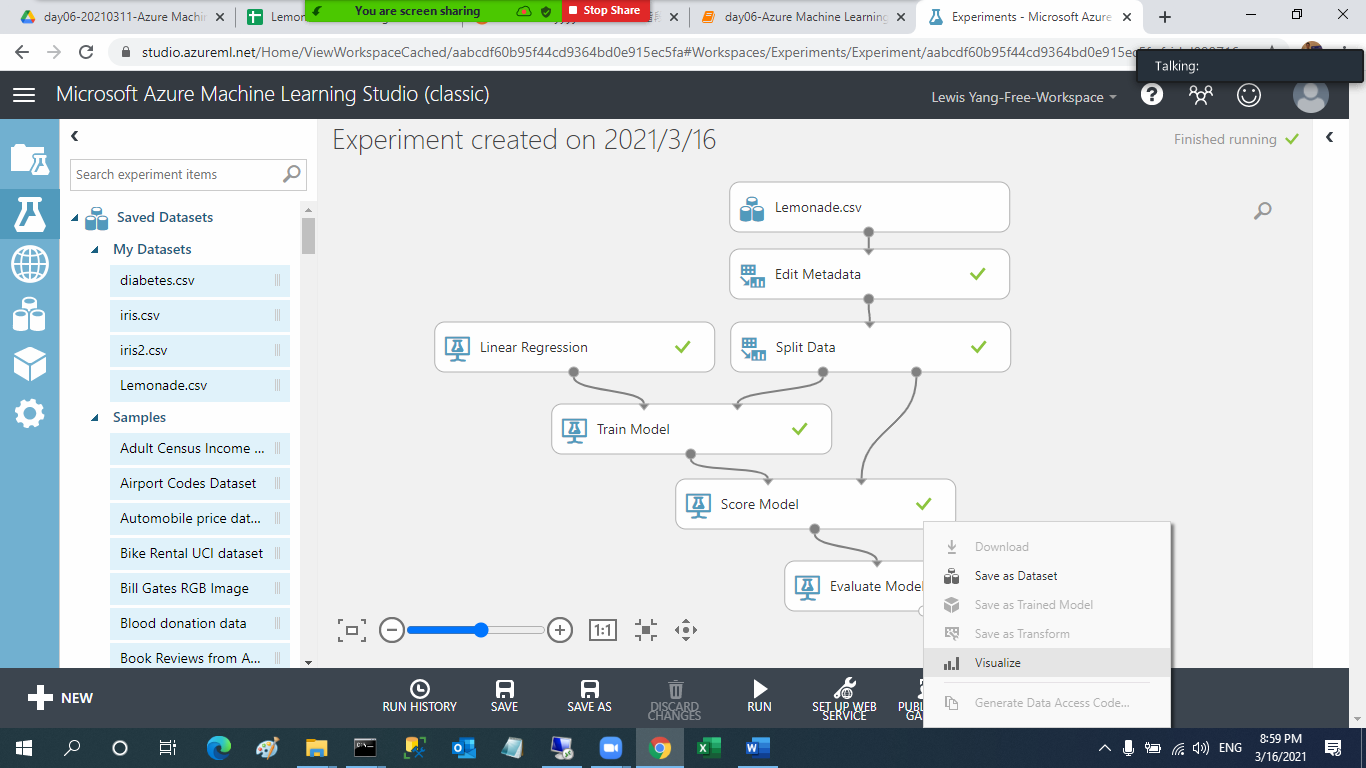 day06-20210311-Azure Machi
Lemon
You are screen sharing
Stop Share
day06-Azure Machine Learning
Experiments - Microsoft Azure
studio.azureml.net/Home/ViewWorkspaceCached/aabcdf60b95f44cd9364bd0e915ec5fa#Workspaces/Experiments/Experiment/aabcdf60b95f44cd9364bd0e915ec
Talking:
Microsoft Azure Machine Learning Studio (classic)
Lewis Yang-Free-Workspace
Experiment created on 2021/3/16
Finished running
Search experiment items
Saved Datasets
My Datasets
diabetes.csv
iris.csv
iris2.csv
Lemonade.csv
Samples
Adult Census Income ...
Airport Codes Dataset
Automobile price dat...
Bike Rental UCI dataset
Bill Gates RGB Image
Blood donation data
Book Reviews from A...
Lemonade.csv
Edit Metadata
Linear Regression
Split Data
Train Model
Score Model
Evaluate Model
Download
Save as Dataset
Save as Trained Model
Save as Transform
Visualize
Generate Data Access Code...
1:1
NEW
RUN HISTORY
SAVE
SAVE AS
DISCARD
CHANGES
RUN
SET UP WEB
SERVICE
PUBL
GA
ENG
8:59 PM
3/16/2021